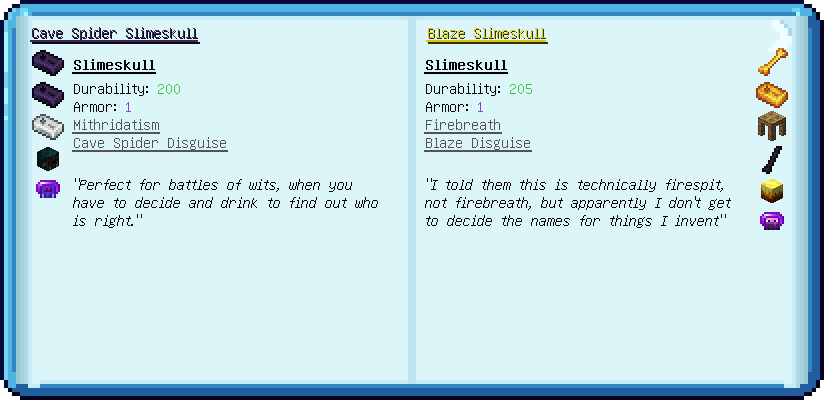 Cave Spider Slimeskull
Slimeskull
Durability: 200
Armor: 1
Mithridatism
Cave Spider Disguise
"Perfect for battles of wits, when you
have to decide and drink to find out who
is right."
Blaze Slimeskull
Slimeskull
Durability: 205
Armor: 1
Firebreath
Blaze Disguise
"I told them this is technically firespit,
not firebreath, but apparently I don't get
to decide the names for things I invent"